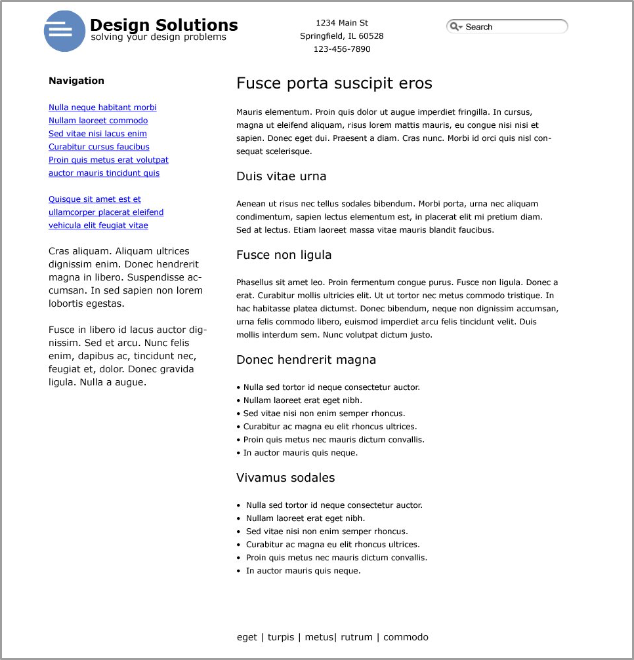 Design Solutions
solving your design problems
1234 Main St
Springfield, IL 60528
123-456-7890
Search
Navigation
Nulla neque habitant morbi
Nullam laoreet commodo
Sed vitae nisi lacus enim
Curabitur cursus faucibus
Proin quis metus erat volutpat
auctor mauris tincidunt quis
Quisque sit amet est et
ullamcorper placerat eleifend
vehicula elit feugiat vitae
Cras aliquam. Aliquam ultrices
dignissim enim. Donec hendrerit
magna in libero. Suspendisse ac-
cumsan. In sed sapien non lorem
lobortis egestas.
Fusce in libero id lacus auctor dig-
nissim. Sed et arcu. Nunc felis
enim, dapibus ac, tincidunt nec,
feugiat et, dolor. Donec gravida
ligula. Nulla a augue.
Fusce porta suscipit eros
Mauris elementum. Proin quis dolor ut augue imperdiet fringilla. In cursus,
magna ut eleifend aliquam, risus lorem mattis mauris, eu congue nisi nisi et
sapien. Donec eget dui. Praesent a diam. Cras nunc. Morbi id orci quis nisl con-
sequat scelerisque.
Duis vitae urna
Aenean ut risus nec tellus sodales bibendum. Morbi porta, urna nec aliquam
condimentum, sapien lectus elementum est, in placerat elit mi pretium diam.
Sed at lectus. Etiam laoreet massa vitae mauris blandit faucibus.
Fusce non ligula
Phasellus sit amet leo. Proin fermentum congue purus. Fusce non ligula. Donec a
erat. Curabitur mollis ultricies elit. Ut ut tortor nec metus commodo tristique. In
hac habitasse platea dictumst. Donec bibendum, neque non dignissim accumsan,
urna felis commodo libero, euismod imperdiet arcu felis tincidunt velit. Duis
mollis interdum sem. Nunc volutpat dictum justo.
Donec hendrerit magna
• Nulla sed tortor id neque consectetur auctor.
• Nullam laoreet erat eget nibh.
• Sed vitae nisi non enim semper rhoncus.
• Curabitur ac magna eu elit rhoncus ultrices.
• Proin quis metus nec mauris dictum convallis.
• In auctor mauris quis neque.
Vivamus sodales
• Nulla sed tortor id neque consectetur auctor.
• Nullam laoreet erat eget nibh.
• Sed vitae nisi non enim semper rhoncus.
• Curabitur ac magna eu elit rhoncus ultrices.
• Proin quis metus nec mauris dictum convallis.
• In auctor mauris quis neque.
eget | turpis | metus| rutrum | commodo